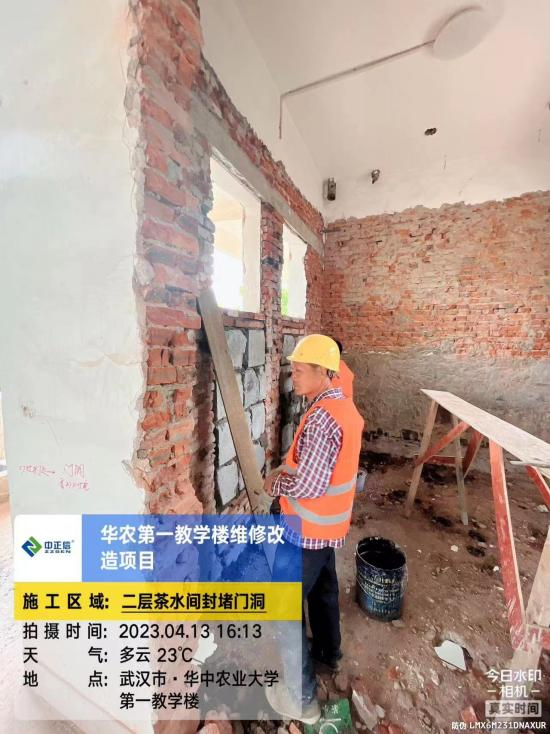 门洞
中正信®
ZZGEN
华农第一教学楼维修改
造项目
施工区域: 二层茶水间封堵门洞
拍摄时间: 2023.04.13 16:13
天气: 多云 23℃
地点: 武汉市·华中农业大学
第一教学楼
今日水印
相机
真实时间
防伪 LMX6M231DNAXUR